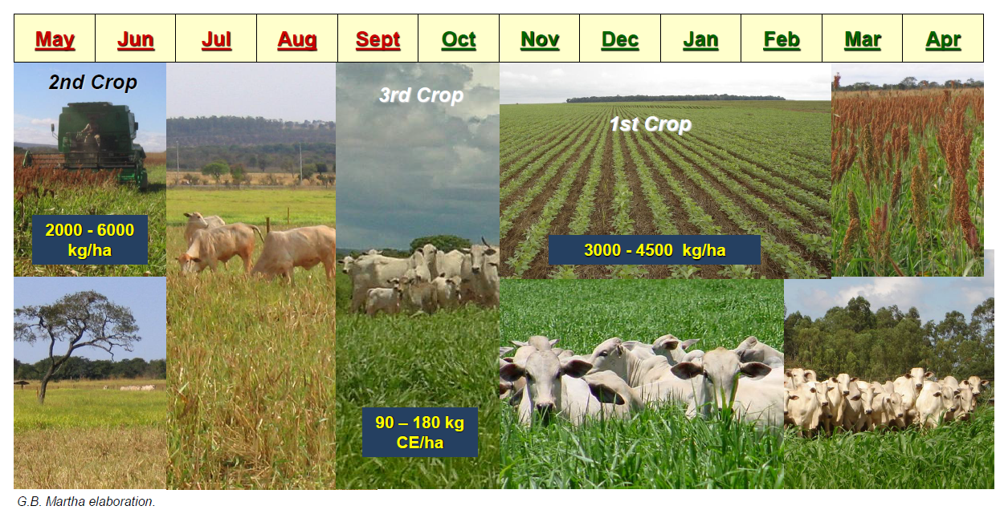 May Jun Jul Aug Sept Oct Nov Dec Jan Feb Mar Apr
2nd Crop
3rd Crop
1st Crop
2000 - 6000
kg/ha
3000 - 4500 kg/ha
90 – 180 kg
CE/ha
G.B. Martha elaboration.